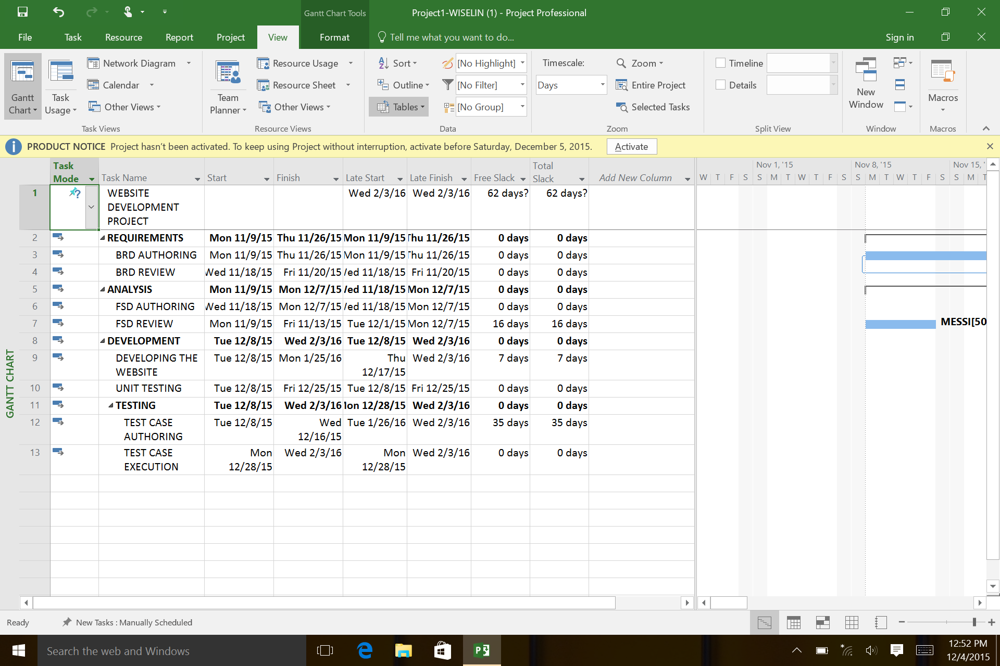 Gantt Chart Tools
Project1-WISELIN (1) - Project Professional
File Task Resource Report Project View Format Tell me what you want to do... Sign in
Gantt Chart
Task Usage
Network Diagram
Calendar
Other Views
Task Views
Team Planner
Resource Usage
Resource Sheet
Other Views
Resource Views
Sort
Outline
Tables
[No Highlight]
[No Filter]
[No Group]
Data
Timescale:
Days
Zoom
Entire Project
Selected Tasks
Zoom
Timeline
Details
Split View
New Window
Window
Macros
Macros
PRODUCT NOTICE Project hasn't been activated. To keep using Project without interruption, activate before Saturday, December 5, 2015. Activate
Task Mode Task Name Start Finish Late Start Late Finish Free Slack Total Slack Add New Column
Nov 1, '15 Nov 8, '15 Nov 15, '
W T F S S M T W T F S S M T W T F S S M T
1 WEBSITE DEVELOPMENT PROJECT Wed 2/3/16 Wed 2/3/16 62 days? 62 days?
2 REQUIREMENTS Mon 11/9/15 Thu 11/26/15 Mon 11/9/15 Thu 11/26/15 0 days 0 days
3 BRD AUTHORING Mon 11/9/15 Thu 11/26/15 Mon 11/9/15 Thu 11/26/15 0 days 0 days
4 BRD REVIEW Wed 11/18/15 Fri 11/20/15 Wed 11/18/15 Fri 11/20/15 0 days 0 days
5 ANALYSIS Mon 11/9/15 Mon 12/7/15 Wed 11/18/15 Mon 12/7/15 0 days 0 days
6 FSD AUTHORING Wed 11/18/15 Mon 12/7/15 Wed 11/18/15 Mon 12/7/15 0 days 0 days
7 FSD REVIEW Mon 11/9/15 Fri 11/13/15 Tue 12/1/15 Mon 12/7/15 16 days 16 days MESSI[50
8 DEVELOPMENT Tue 12/8/15 Wed 2/3/16 Tue 12/8/15 Wed 2/3/16 0 days 0 days
9 DEVELOPING THE WEBSITE Tue 12/8/15 Mon 1/25/16 Thu 12/17/15 Wed 2/3/16 7 days 7 days
10 UNIT TESTING Tue 12/8/15 Fri 12/25/15 Tue 12/8/15 Fri 12/25/15 0 days 0 days
11 TESTING Tue 12/8/15 Wed 2/3/16 Mon 12/28/15 Wed 2/3/16 0 days 0 days
12 TEST CASE AUTHORING Tue 12/8/15 Wed 12/16/15 Tue 1/26/16 Wed 2/3/16 35 days 35 days
13 TEST CASE EXECUTION Mon 12/28/15 Wed 2/3/16 Mon 12/28/15 Wed 2/3/16 0 days 0 days
GANTT CHART
Ready New Tasks : Manually Scheduled
Search the web and Windows
12:52 PM
12/4/2015